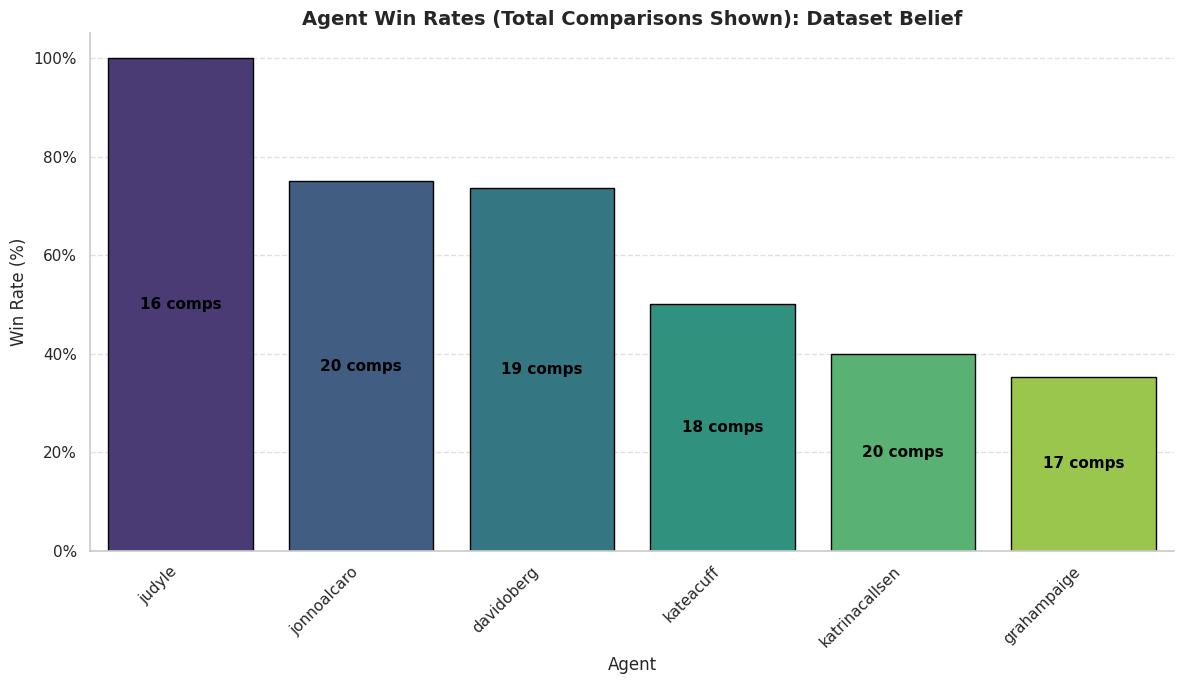 Agent Win Rates (Total Comparisons Shown): Dataset Belief
Win Rate (%)
100%
80%
60%
40%
20%
0%
16 comps
20 comps
19 comps
18 comps
20 comps
17 comps
judyle
jonnoalcaro
davidoberg
kateacuff
katrinacallsen
grahampaige
Agent